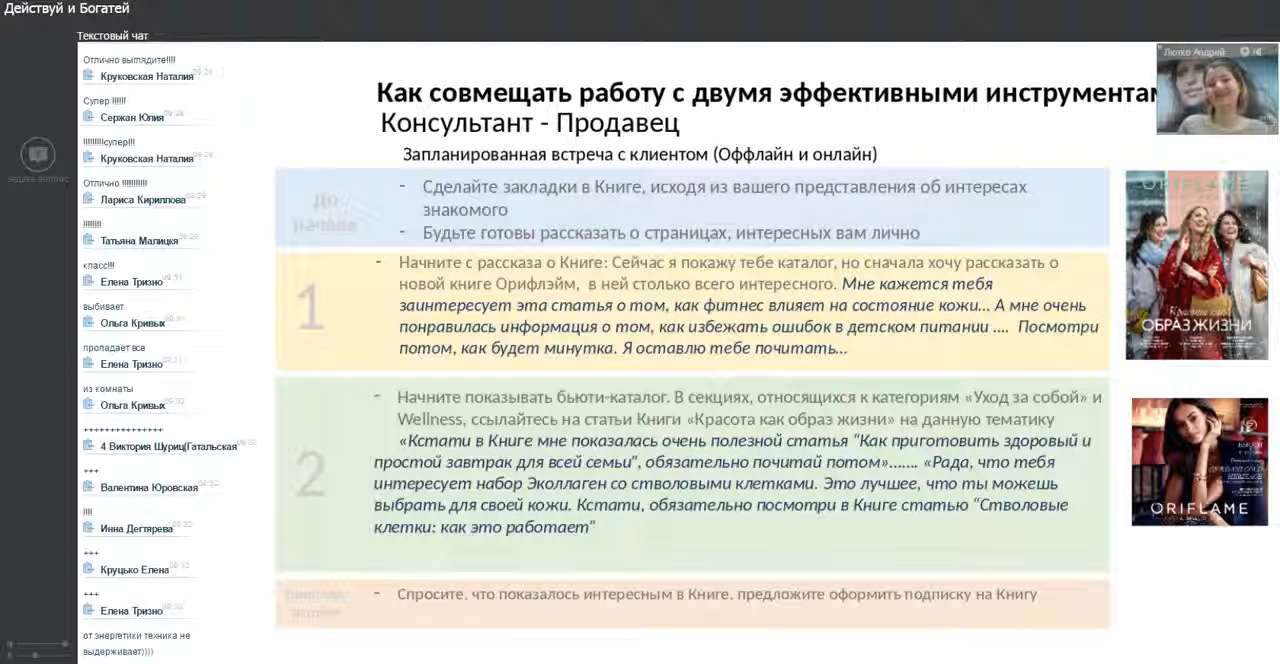 Действуй и Богатей
Текстовый чат
Отлично выглядите!!!!
Круковская Наталия
Супер !!!!!!
Сержан Юлия
!!!!!!!!!супер!!!
Круковская Наталия
Отлично !!!!!!!!!!!
Лариса Кириллова
!!!!!!!!
Татьяна Малицкя
класс!!!
Елена Тризно
выбивает
Ольга Кривых
пропадает все
Елена Тризно
из комнаты
Ольга Кривых
+++++++++++++++
4 Виктория Шуриц(Гатальская
+++
Валентина Юровская
!!!!
Инна Дегтярева
+++
Круцько Елена
+++
Елена Тризно
от энергетики техника не
выдерживает))))
Как совмещать работу с двумя эффективными инструментам
Консультант - Продавец
Запланированная встреча с клиентом (Оффлайн и онлайн)
До
начала
- Сделайте закладки в Книге, исходя из вашего представления об интересах
знакомого
- Будьте готовы рассказать о страницах, интересных вам лично
1
- Начните с рассказа о Книге: Сейчас я покажу тебе каталог, но сначала хочу рассказать о
новой книге Орифлэйм, в ней столько всего интересного. Мне кажется тебя
заинтересует эта статья о том, как фитнес влияет на состояние кожи... А мне очень
понравилась информация о том, как избежать ошибок в детском питании .... Посмотри
потом, как будет минутка. Я оставлю тебе почитать...
2
- Начните показывать бьюти-каталог. В секциях, относящихся к категориям «Уход за собой» и
Wellness, ссылайтесь на статьи Книги «Красота как образ жизни» на данную тематику
«Кстати в Книге мне показалась очень полезной статья "Как приготовить здоровый и
простой завтрак для всей семьи", обязательно почитай потом»....... «Рада, что тебя
интересует набор Эколлаген со стволовыми клетками. Это лучшее, что ты можешь
выбрать для своей кожи. Кстати, обязательно посмотри в Книге статью "Стволовые
клетки: как это работает"
- Спросите, что показалось интересным в Книге, предложите оформить подписку на Книгу
Лютко Андрей
ORIFLAME
ОБРАЗ ЖИЗНИ
ORIFLAME